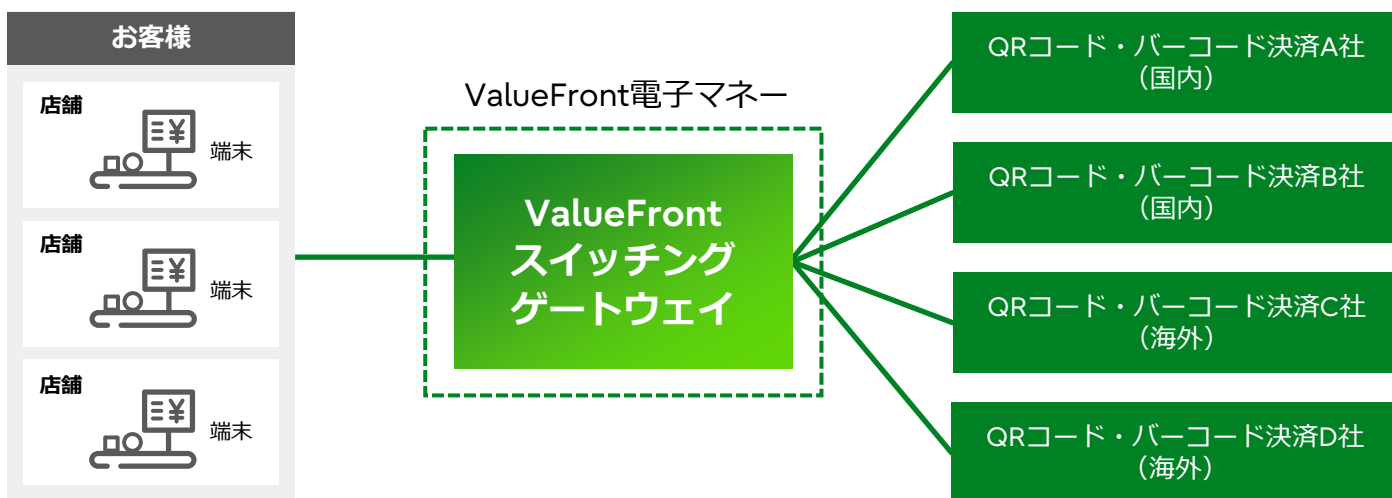 お客様
店舗
端末
店舗
端末
店舗
端末
ValueFront電子マネー
ValueFront
スイッチング
ゲートウェイ
QRコード・バーコード決済A社
（国内）
QRコード・バーコード決済B社
（国内）
QRコード・バーコード決済C社
（海外）
QRコード・バーコード決済D社
（海外）